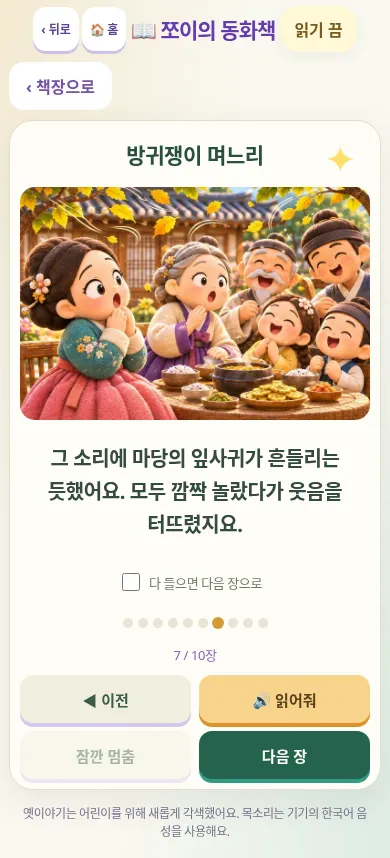 ‹ 뒤로 🏠 홈 📖 쪼이의 동화책 읽기 끔
‹ 책장으로
방귀쟁이 며느리
그 소리에 마당의 잎사귀가 흔들리는
듯했어요. 모두 깜짝 놀랐다가 웃음을
터뜨렸지요.
다 들으면 다음 장으로
7 / 10장
◀ 이전
🔊 읽어줘
잠깐 멈춤
다음 장
옛이야기는 어린이를 위해 새롭게 각색했어요. 목소리는 기기의 한국어 음
성을 사용해요.